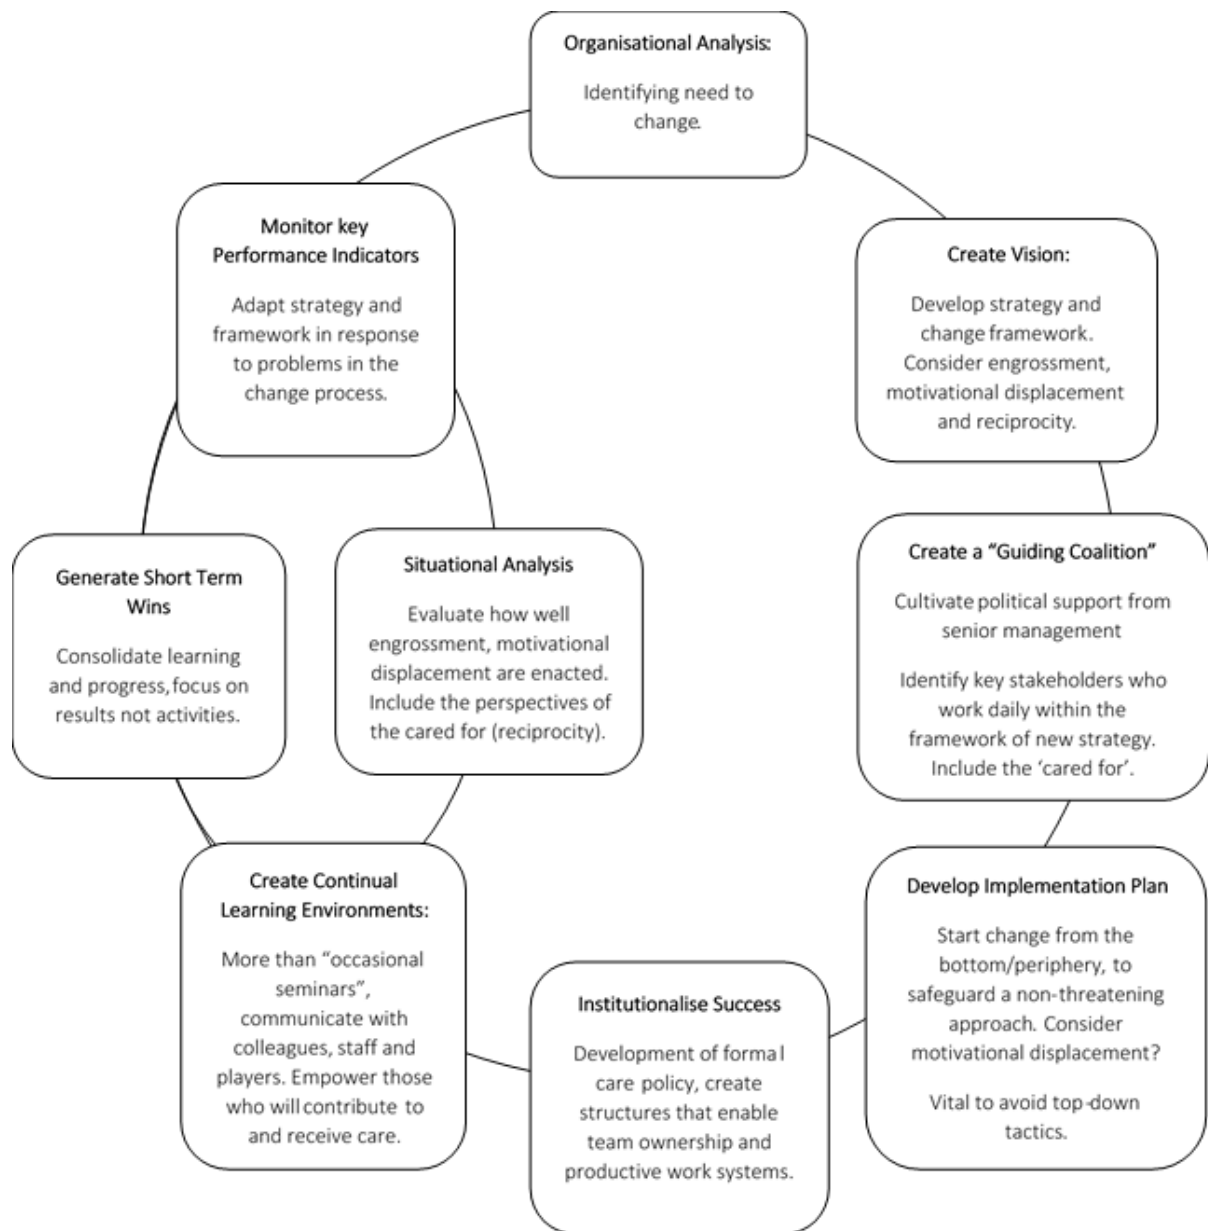 Organisational Analysis:
Identifying need to
change.
Create Vision:
Develop strategy and
change framework.
Consider engrossment,
motivational displacement
and reciprocity.
Create a “Guiding Coalition”
Cultivate political support from
senior management
Identify key stakeholders who
work daily within the
framework of new strategy.
Include the ‘cared for’.
Develop Implementation Plan
Start change from the
bottom/periphery, to
safeguard a non-threatening
approach. Consider
motivational displacement?
Vital to avoid top-down
tactics.
Institutionalise Success
Development of formal
care policy, create
structures that enable
team ownership and
productive work systems.
Create Continual
Learning Environments:
More than “occasional
seminars”,
communicate with
colleagues, staff and
players. Empower those
who will contribute to
and receive care.
Generate Short Term
Wins
Consolidate learning
and progress, focus on
results not activities.
Situational Analysis
Evaluate how well
engrossment, motivational
displacement are enacted.
Include the perspectives of
the cared for (reciprocity).
Monitor key
Performance Indicators
Adapt strategy and
framework in response
to problems in the
change process.